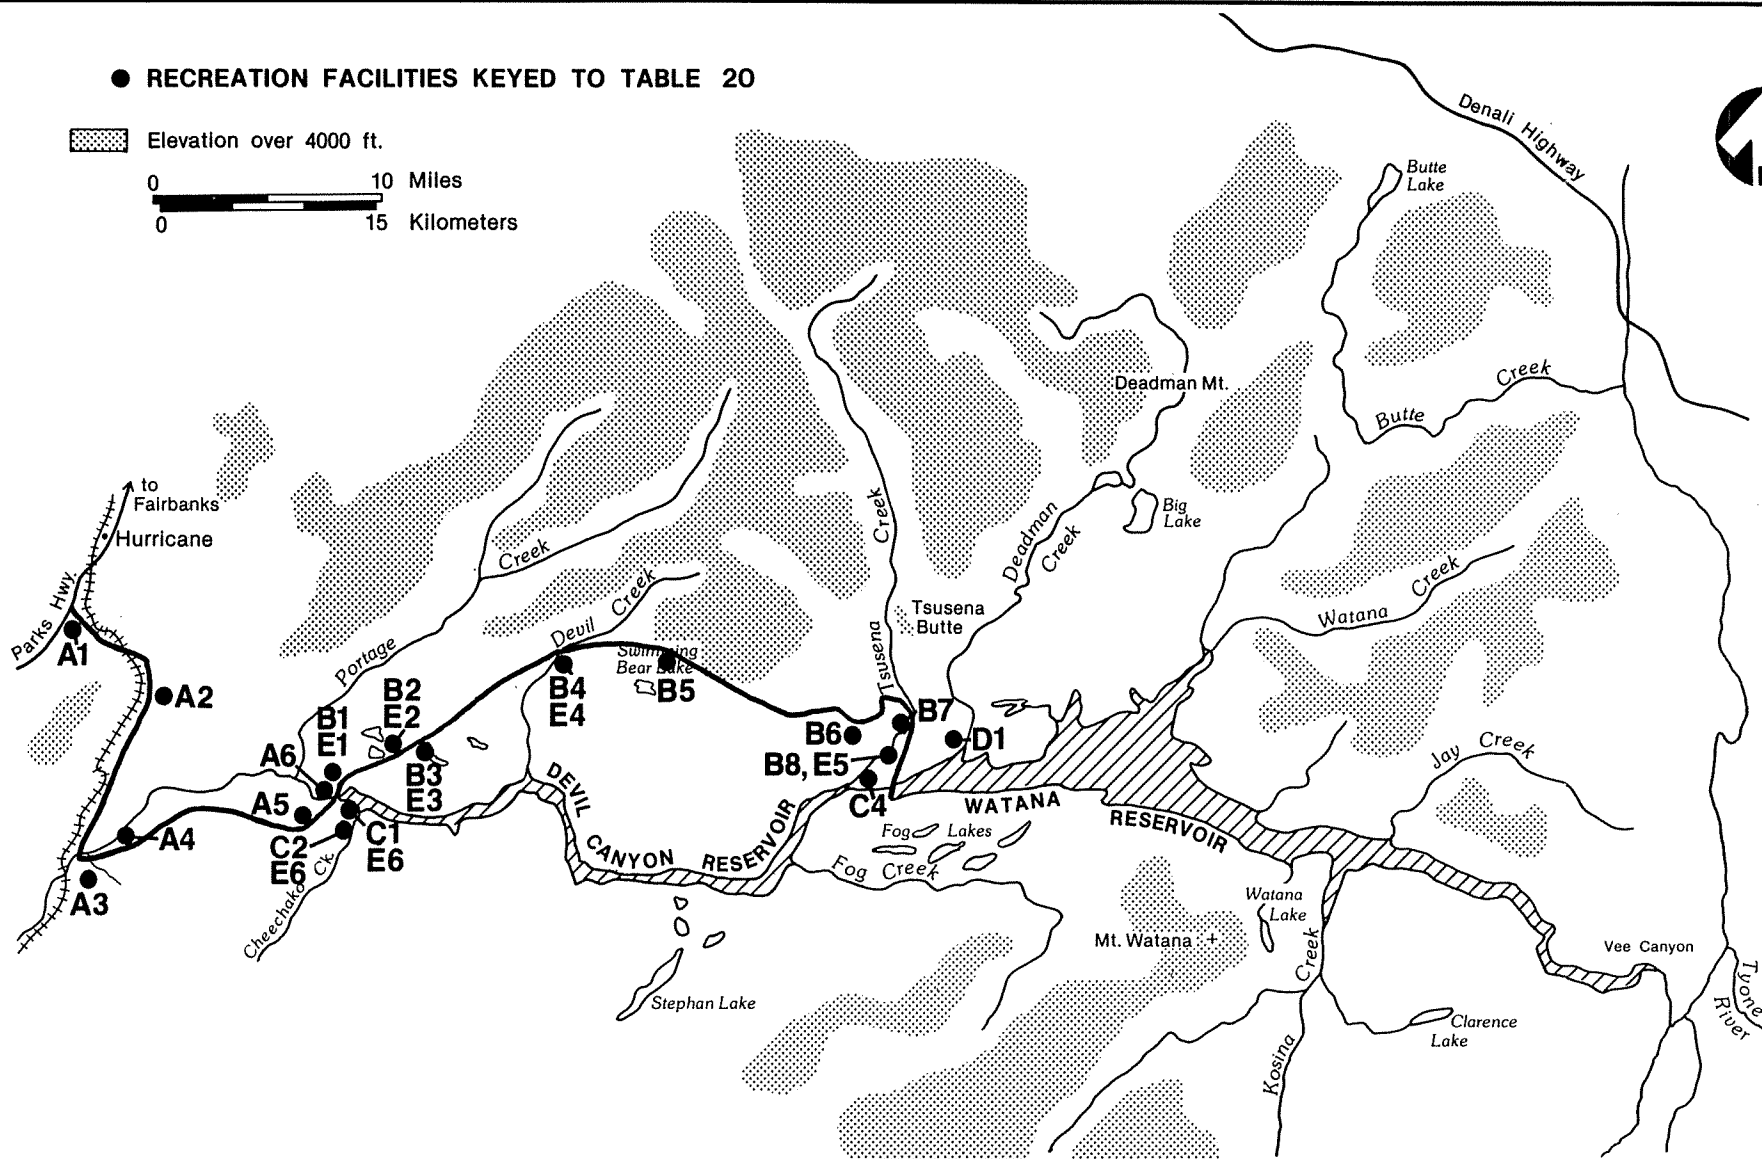 RECREATION FACILITIES KEYED TO TABLE 20
Elevation over 4000 ft.
0 10 Miles
0 15 Kilometers
Denali Highway
Butte
Lake
Butte Creek
Deadman Mt.
Big
Lake
Deadman
Creek
Tsusena Creek
Tsusena
Butte
Watana Creek
Jay Creek
to
Fairbanks
Hurricane
Parks Hwy.
Portage Creek
Devil Creek
Swimming
Bear Lake
A1
A2
A3
A4
A5
A6
B1
E1
B2
E2
B3
E3
B4
E4
B5
B6
B7
B8, E5
C1
E6
C2
E6
C4
D1
Cheechako Ck.
DEVIL
CANYON RESERVOIR
WATANA
RESERVOIR
Fog Lakes
Fog Creek
Stephan Lake
Mt. Watana +
Watana
Lake
Kosina Creek
Clarence
Lake
Vee Canyon
Tyone
River